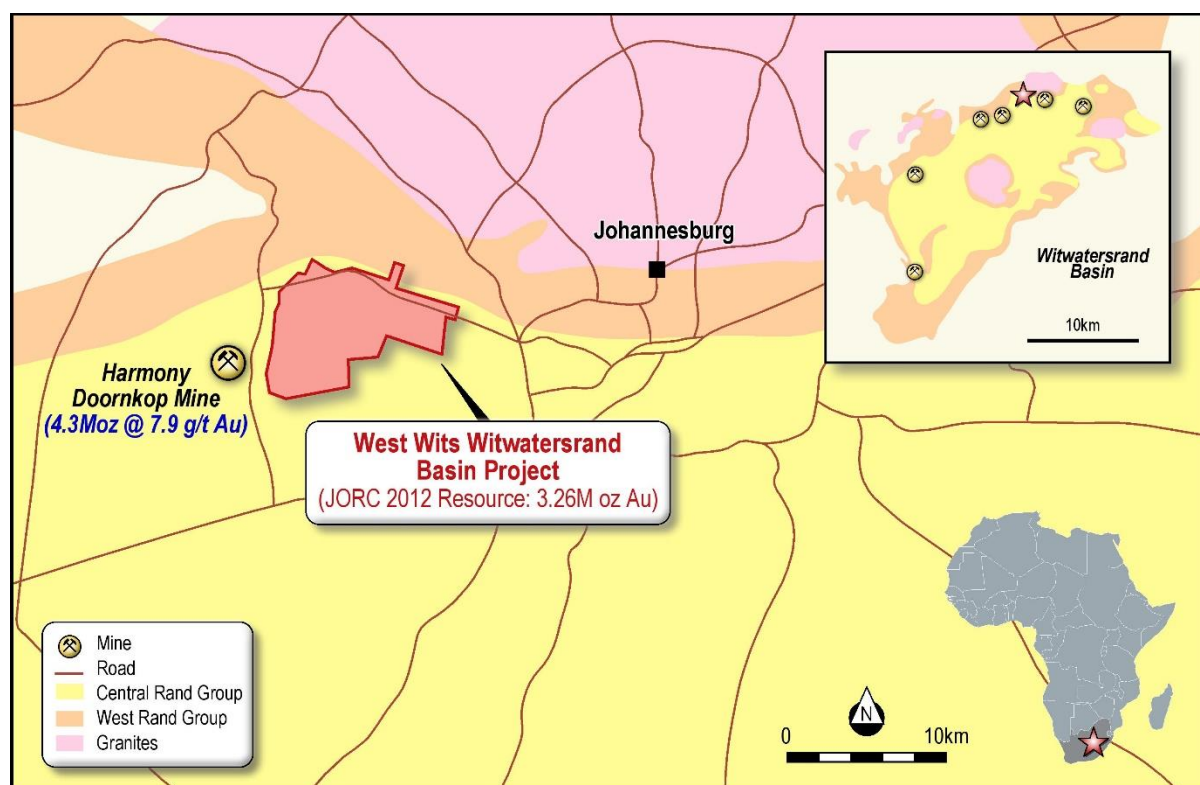 Johannesburg
Witwatersrand
Basin
10km
Harmony
Doornkop Mine
(4.3Moz @ 7.9 g/t Au)
West Wits Witwatersrand
Basin Project
(JORC 2012 Resource: 3.26M oz Au)
Mine
Road
Central Rand Group
West Rand Group
Granites
N
0 10km